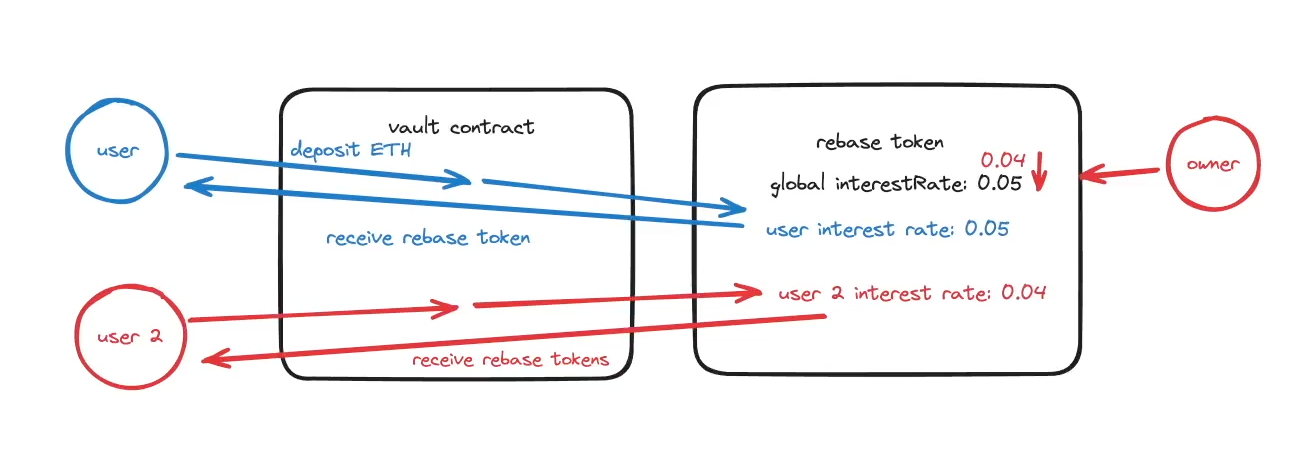 vault contract
user
deposit ETH
receive rebase token
rebase token
0.04
global interestRate: 0.05
user interest rate: 0.05
owner
user 2
user 2 interest rate: 0.04
receive rebase tokens